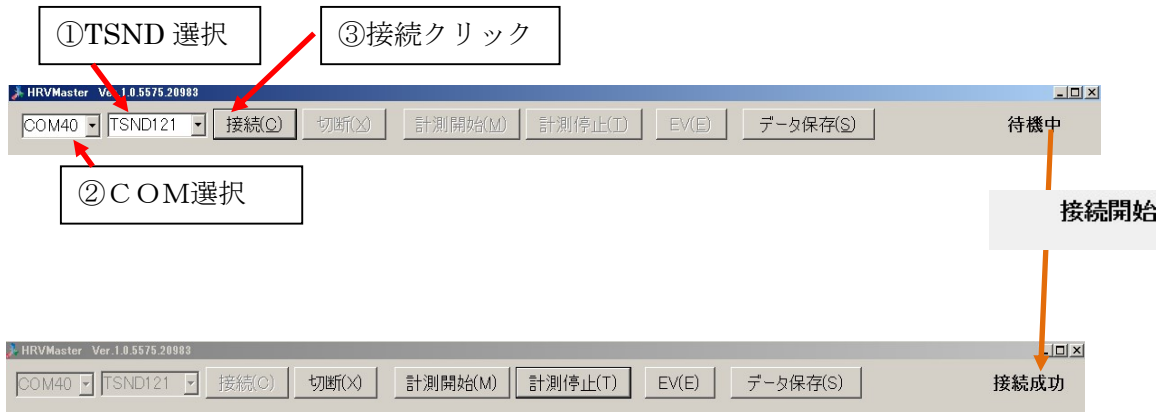 ①TSND 選択
③接続クリック
HRVMaster Ver.1.0.5575.20983
COM40 TSND121 接続(C) 切断(X) 計測開始(M) 計測停止(T) EV(E) データ保存(S) 待機中
②ＣＯＭ選択
接続開始
HRVMaster Ver.1.0.5575.20983
COM40 TSND121 接続(C) 切断(X) 計測開始(M) 計測停止(T) EV(E) データ保存(S) 接続成功